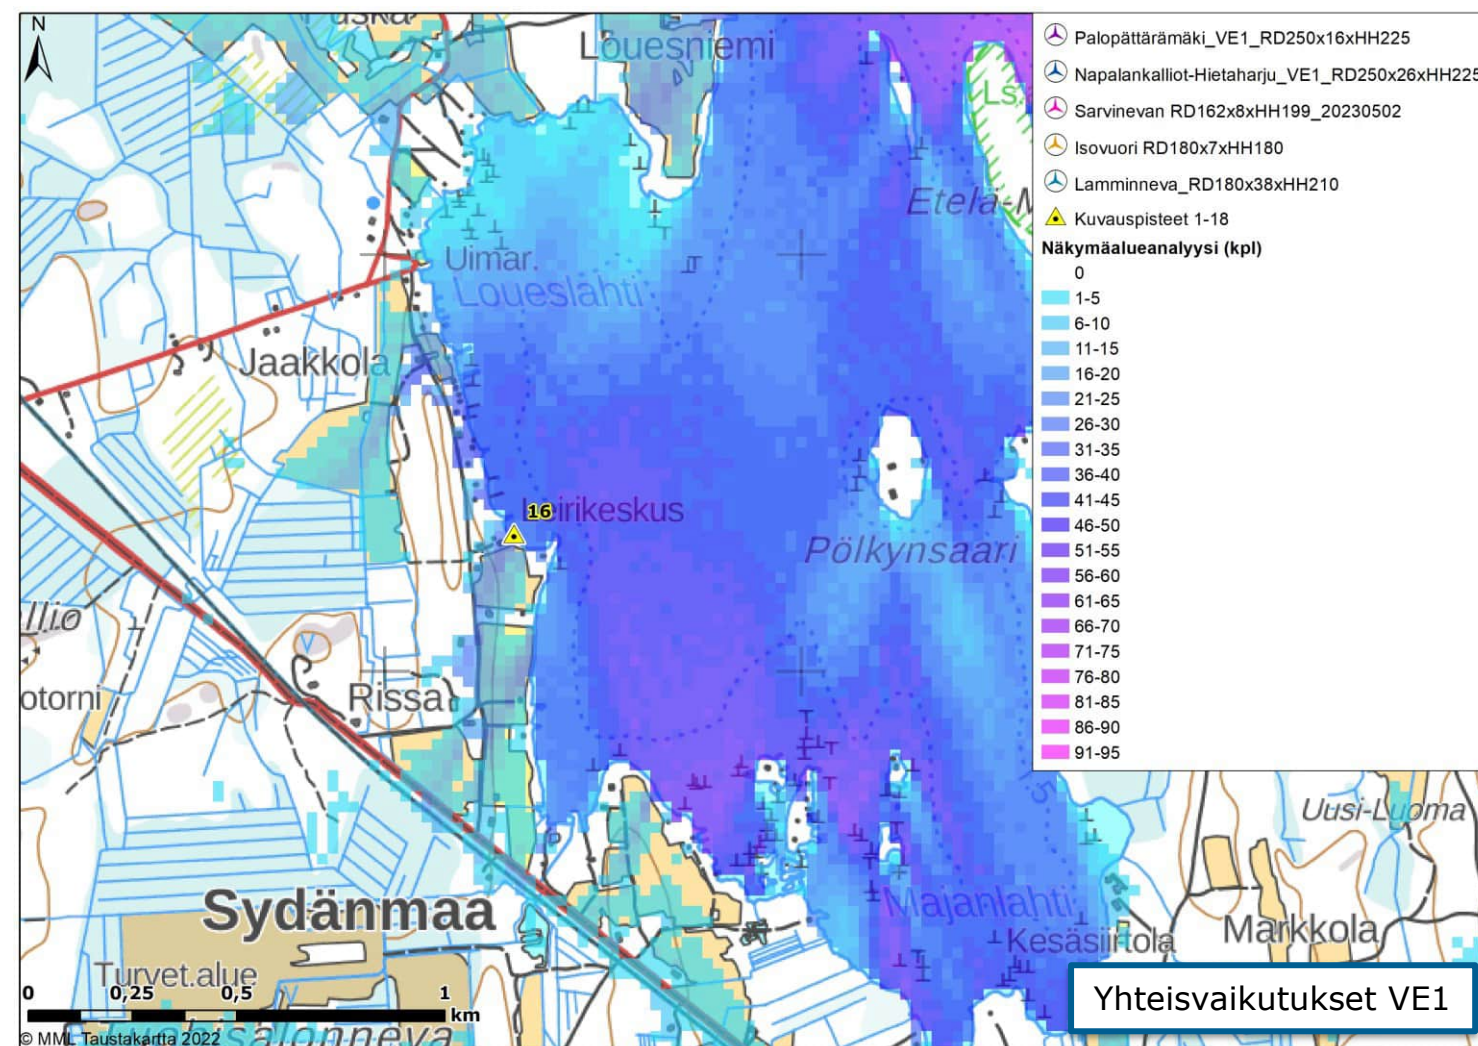 N
Puska
Louesniemi
Ls.
Etelä-M
Uimar.
Loueslahti
Jaakkola
16
Leirikeskus
Pölkynsaari
llio
otorni
Rissa
Uusi-Luoma
Sydänmaa
Majanlahti
Kesäsiirtola
Markkola
Turvet.alue
0 0,25 0,5 1
km
© MML Taustakartta 2022
Palopättärämäki_VE1_RD250x16xHH225
Napalankalliot-Hietaharju_VE1_RD250x26xHH225
Sarvinevan RD162x8xHH199_20230502
Isovuori RD180x7xHH180
Lamminneva_RD180x38xHH210
Kuvauspisteet 1-18
Näkymäalueanalyysi (kpl)
0
1-5
6-10
11-15
16-20
21-25
26-30
31-35
36-40
41-45
46-50
51-55
56-60
61-65
66-70
71-75
76-80
81-85
86-90
91-95
Yhteisvaikutukset VE1